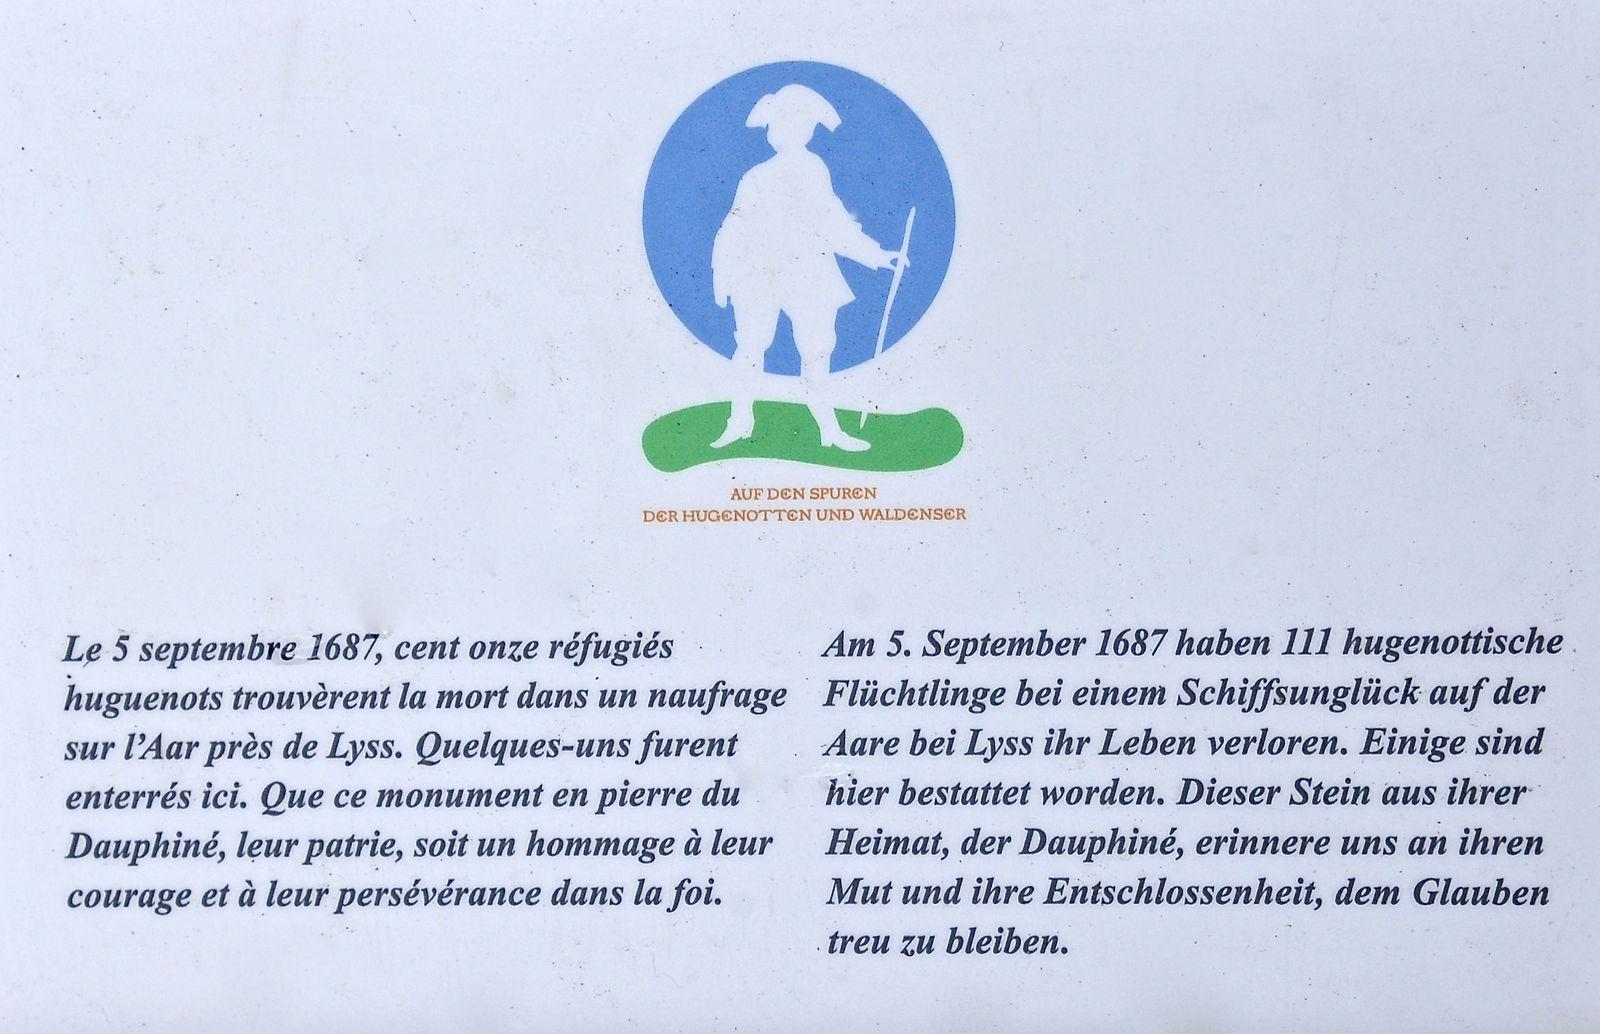 AUF DEN SPUREN
DER HUGENOTTEN UND WALDENSER
Le 5 septembre 1687, cent onze réfugiés
huguenots trouvèrent la mort dans un naufrage
sur l'Aar près de Lyss. Quelques-uns furent
enterrés ici. Que ce monument en pierre du
Dauphiné, leur patrie, soit un hommage à leur
courage et à leur persévérance dans la foi.
Am 5. September 1687 haben 111 hugenottische
Flüchtlinge bei einem Schiffsunglück auf der
Aare bei Lyss ihr Leben verloren. Einige sind
hier bestattet worden. Dieser Stein aus ihrer
Heimat, der Dauphiné, erinnere uns an ihren
Mut und ihre Entschlossenheit, dem Glauben
treu zu bleiben.